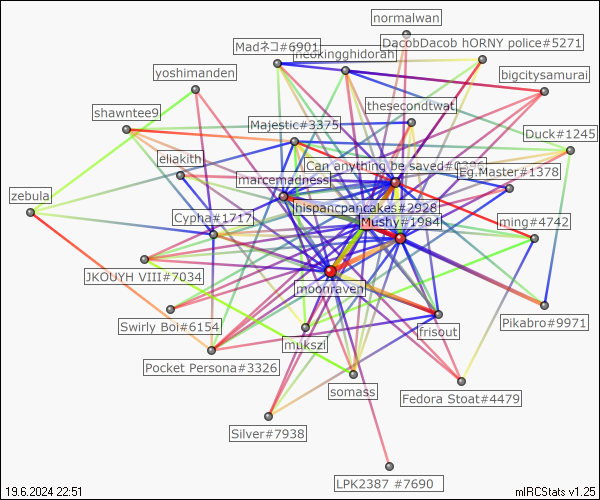 normalwan
DacobDacob hORNY police#5271
Madネコ#6901
neokingghidorah
yoshimanden
bigcitysamurai
thesecondtwat
shawntee9
Majestic#3375
Duck#1245
eliakith
Can anything be saved#0396
Eg.Master#1378
marcemadness
zebula
hispancpancakes#2928
Cypha#1717
Mushy#1984
ming#4742
JKOUYH VIII#7034
moonraven
Swirly Boi#6154
frisout
Pikabro#9971
mukszi
Pocket Persona#3326
somass
Fedora Stoat#4479
Silver#7938
LPK2387 #7690
19.6.2024 22:51
mIRCStats v1.25